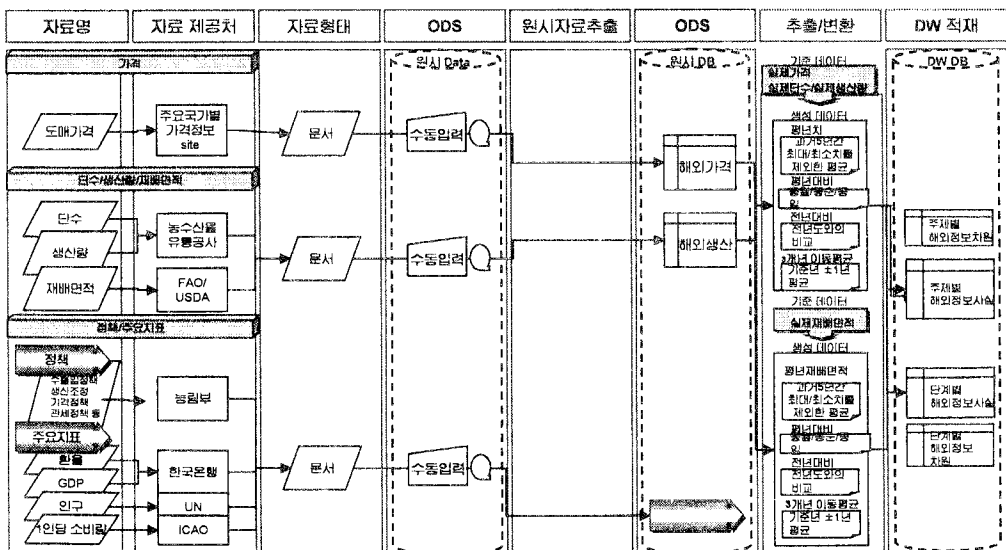 자료명
자료 제공처
자료형태
ODS
원시자료추출
ODS
추출/변환
DW 적재
가격
도매가격
주요국가별
가격정보
site
문서
원시 Data
수동입력
원시 DB
해외가격
기준 데이터
실제가격
실제단수/실제생산량
생성 데이터
평년치
과거5년간
최대/최소치를
제외한 평균
평년대비
전년대비
전년도와의
비교
3개년 이동평균
기준년 ±1년
평균
DW DB
주제별
해외정보차원
주제별
해외정보사실
단수/생산량/재배면적
단수
생산량
재배면적
농수산물
유통공사
FAO/
USDA
문서
수동입력
해외생산
정책/주요지표
정책
수출입정책
생산조정
가격정책
관세정책 등
농림부
주요지표
환율
GDP
인구
1인당 소비량
한국은행
UN
ICAO
문서
수동입력
기준 데이터
실제재배면적
생성 데이터
평년재배면적
과거5년간
최대/최소치를
제외한 평균
평년대비
전년대비
전년도와의
비교
3개년 이동평균
기준년 ±1년
평균
단계별
해외정보사실
단계별
해외정보
차원